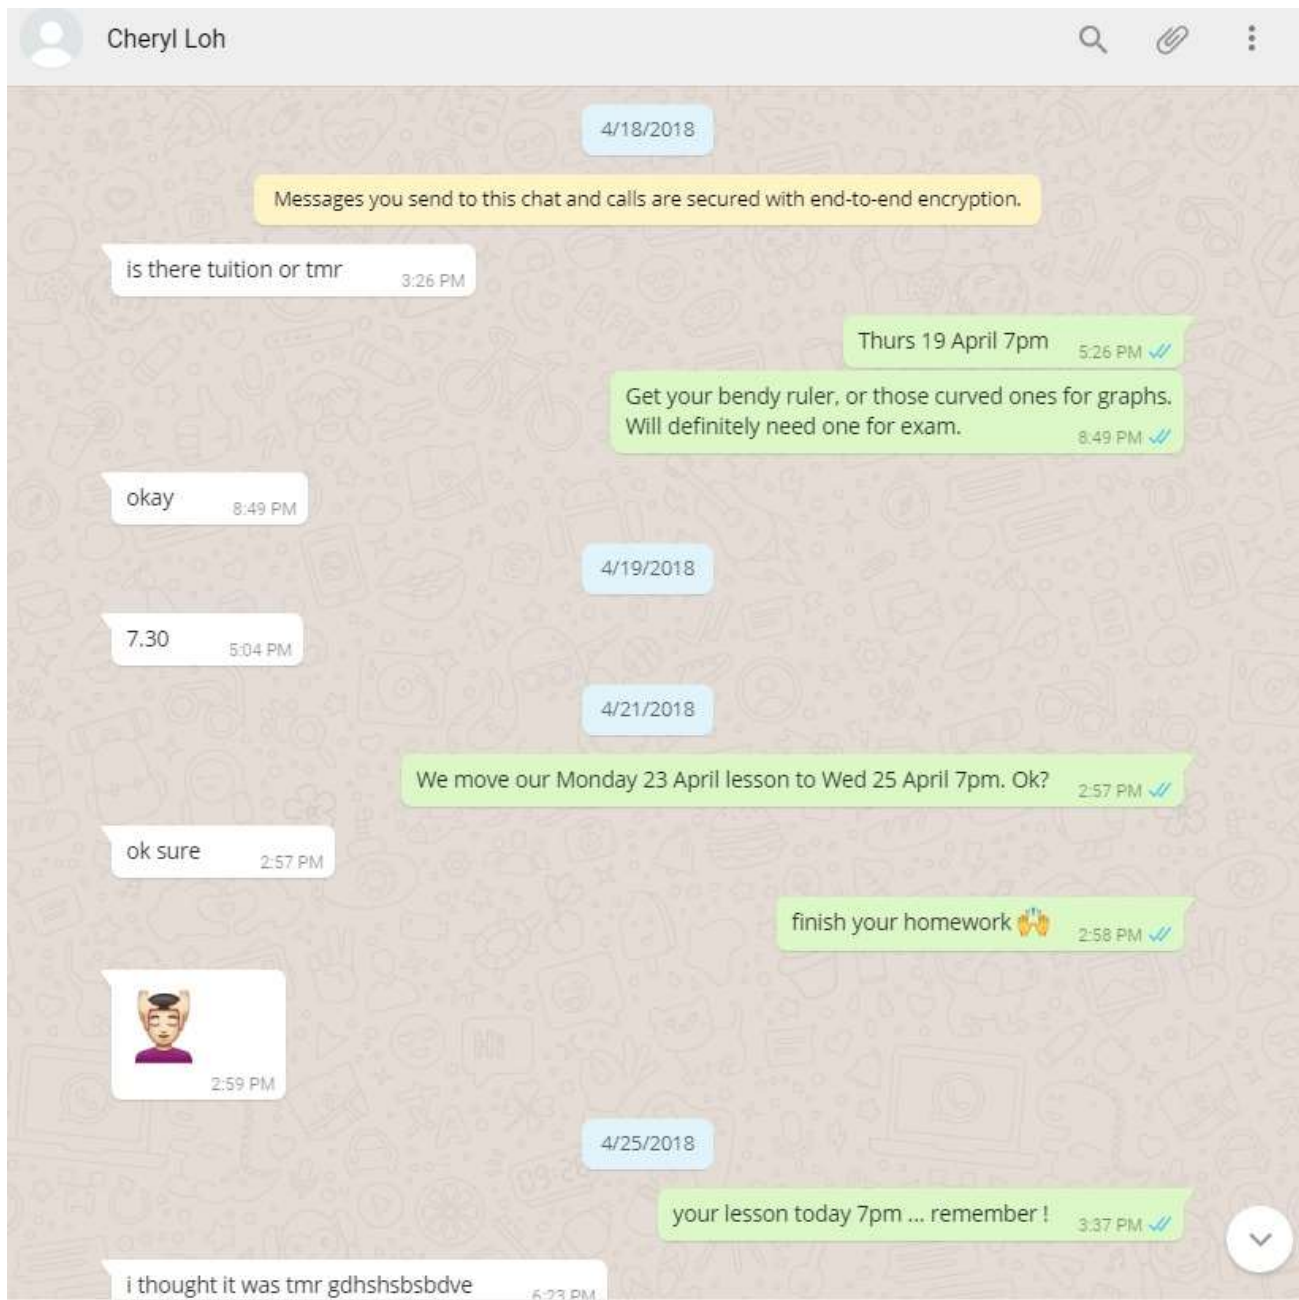 Cheryl Loh
4/18/2018
Messages you send to this chat and calls are secured with end-to-end encryption.
is there tuition or tmr 3:26 PM
Thurs 19 April 7pm 5:26 PM
Get your bendy ruler, or those curved ones for graphs.
Will definitely need one for exam. 8:49 PM
okay 8:49 PM
4/19/2018
7.30 5:04 PM
4/21/2018
We move our Monday 23 April lesson to Wed 25 April 7pm. Ok? 2:57 PM
ok sure 2:57 PM
finish your homework 🙌 2:58 PM
💆 2:59 PM
4/25/2018
your lesson today 7pm ... remember ! 3:37 PM
i thought it was tmr gdhshsbsbdve 6:23 PM